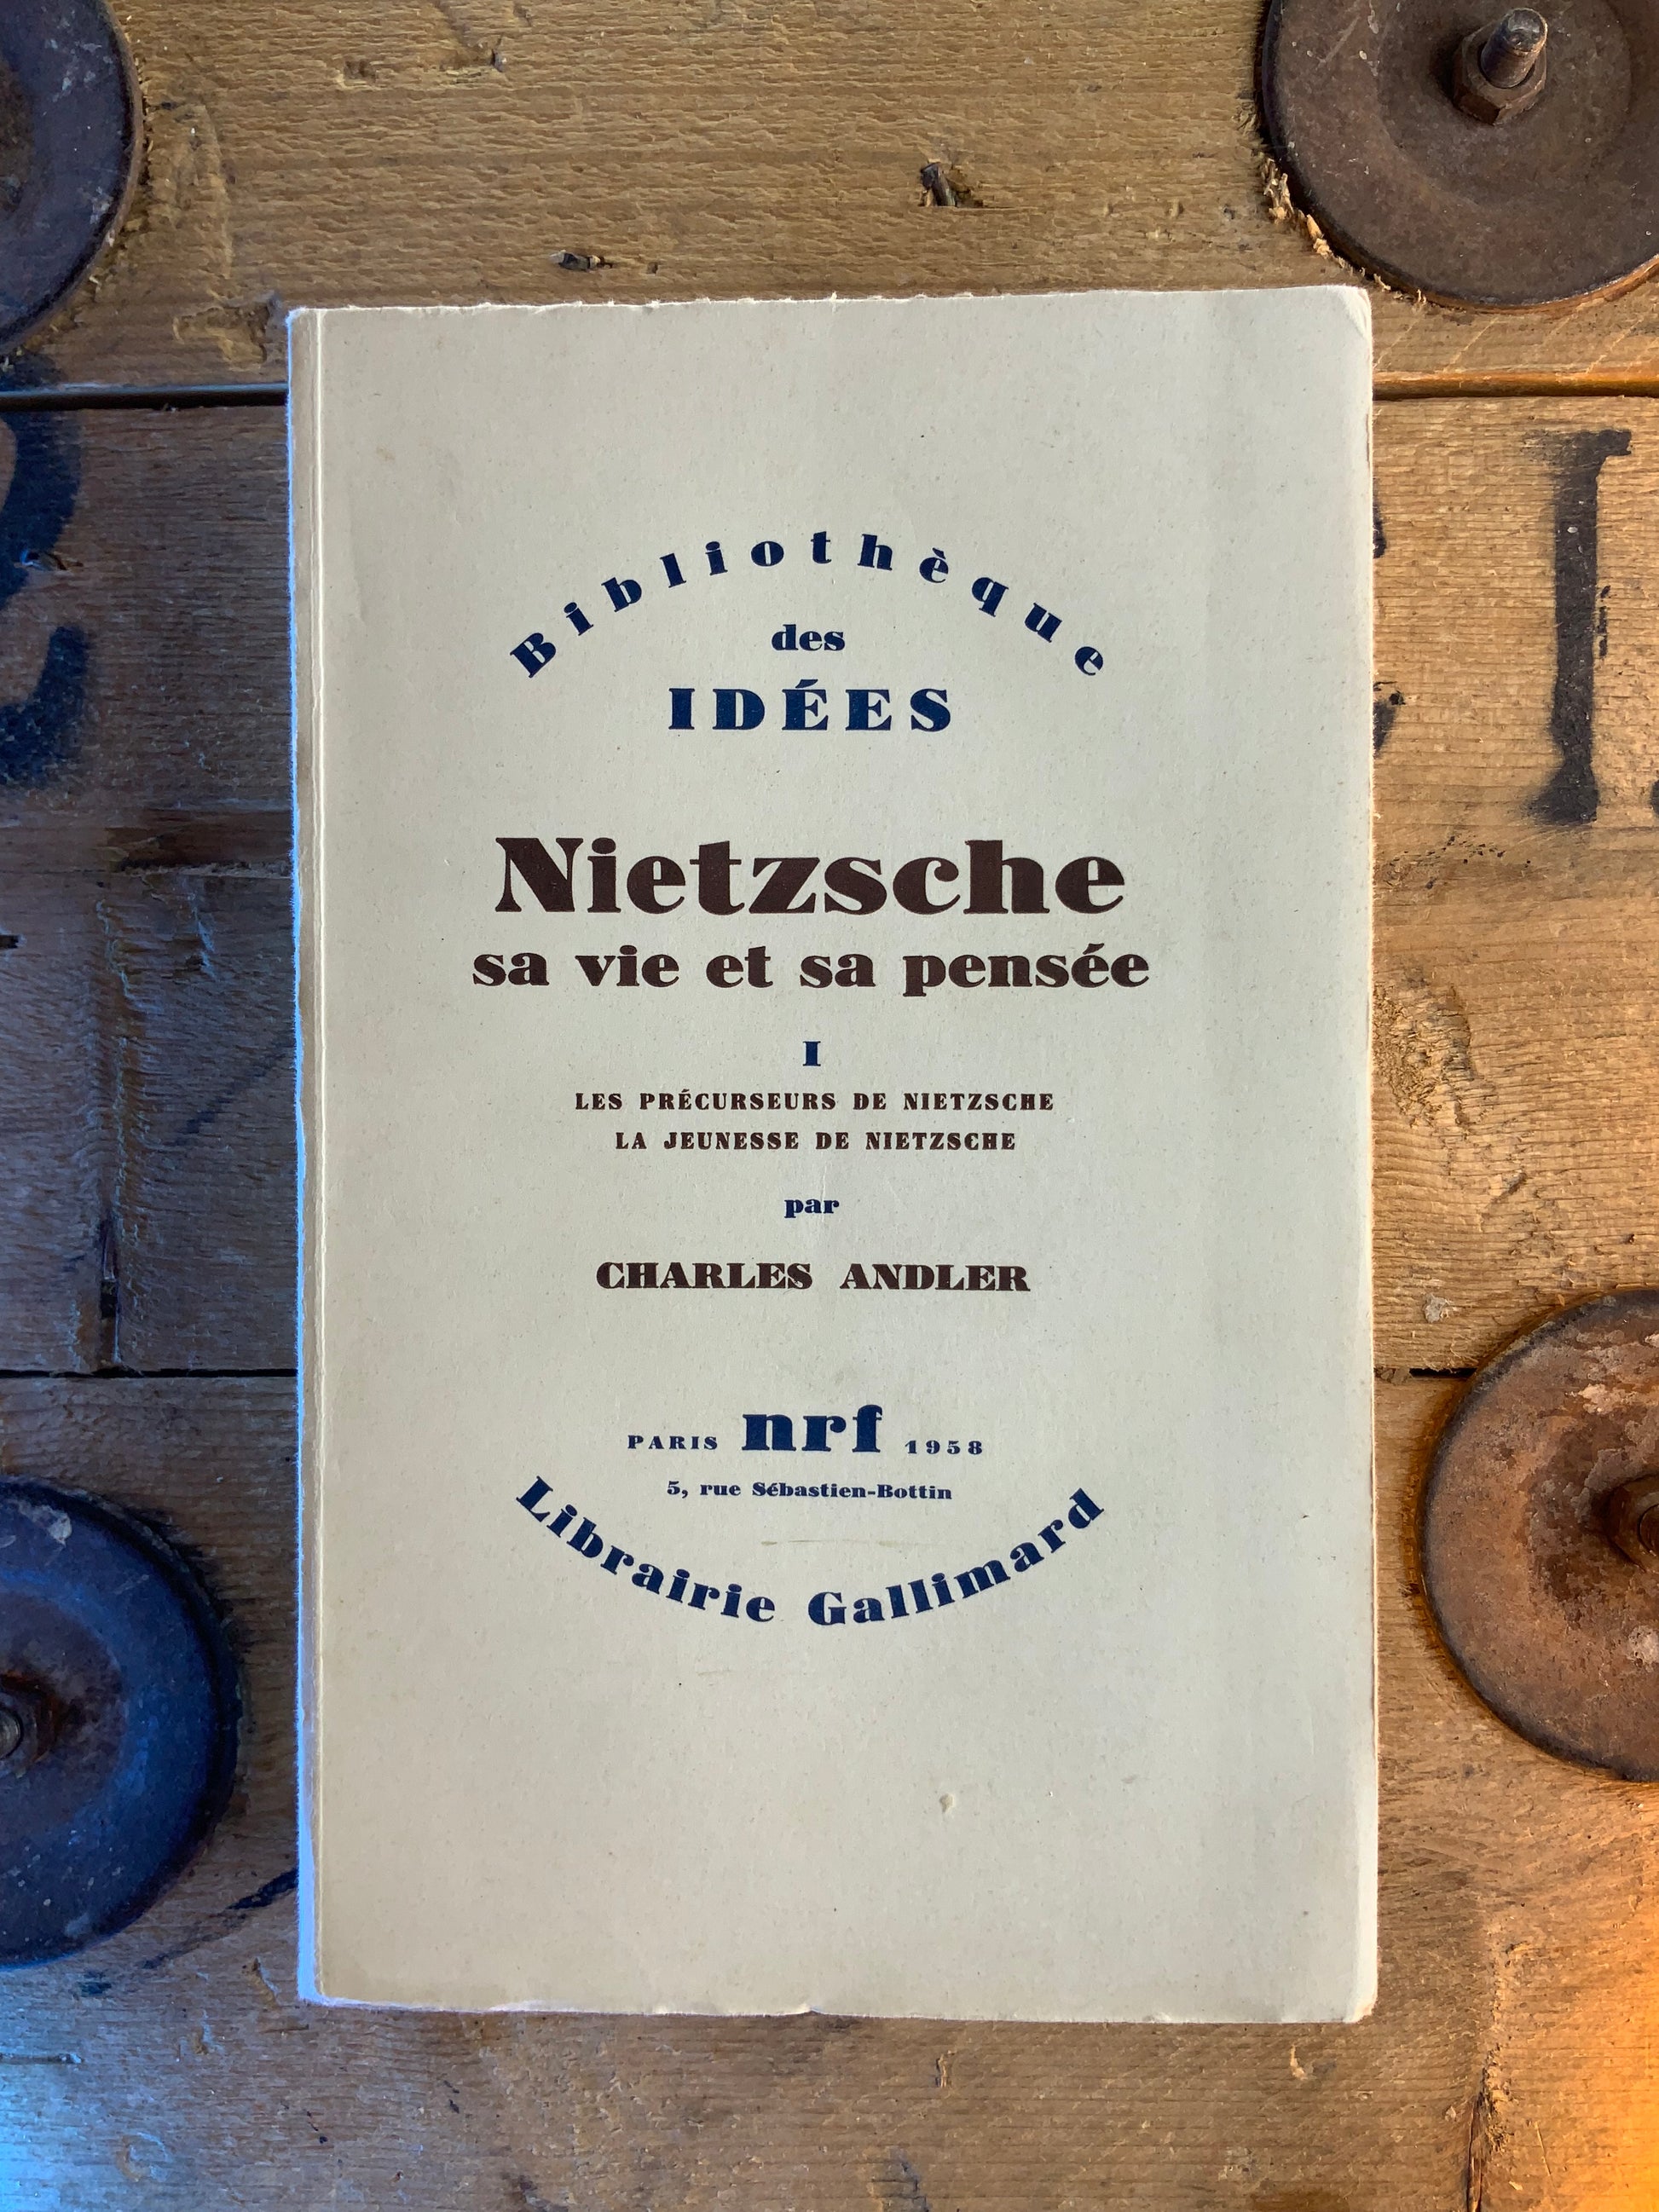 Bibliothèque
des
IDÉES
Nietzsche
sa vie et sa pensée
I
LES PRÉCURSEURS DE NIETZSCHE
LA JEUNESSE DE NIETZSCHE
par
CHARLES ANDLER
PARIS nrf 1958
5, rue Sébastien-Bottin
Librairie Gallimard